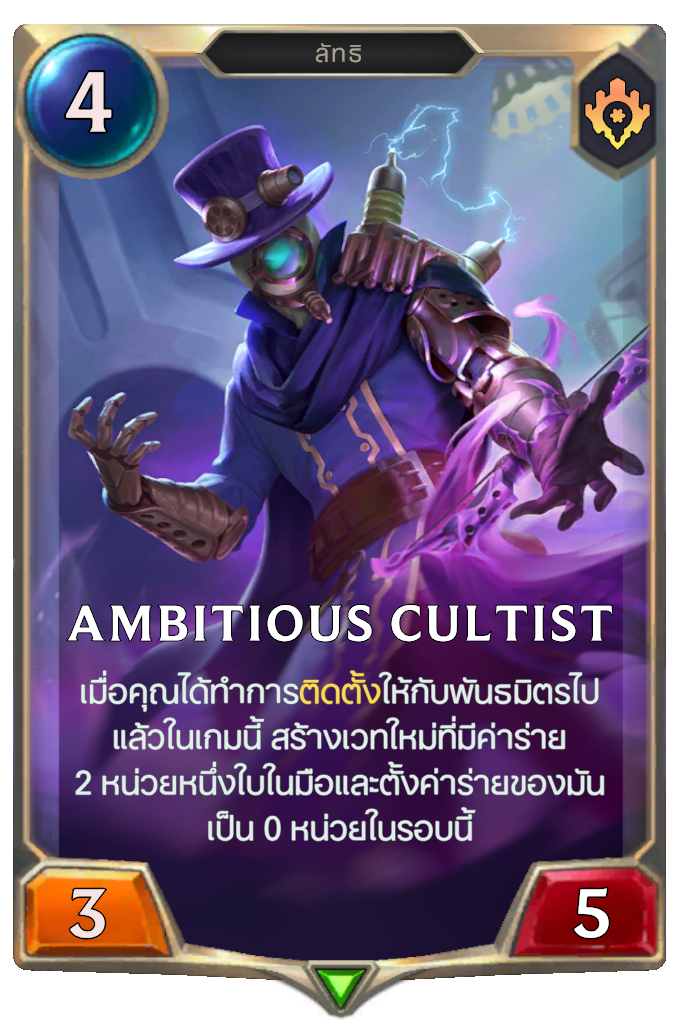 ลัทธิ
4
AMBITIOUS CULTIST
เมื่อคุณได้ทำการติดตั้งให้กับพันธมิตรไป
แล้วในเกมนี้ สร้างเวทใหม่ที่มีค่าร่าย
2 หน่วยหนึ่งใบในมือและตั้งค่าร่ายของมัน
เป็น 0 หน่วยในรอบนี้
3
5